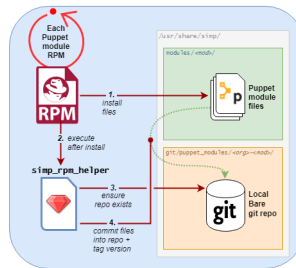 Each
Puppet
module
RPM
/usr/share/simp/
modules/<mod>/
RPM
1.
install
files
p
Puppet
module
files
2. execute
after install
simp_rpm_helper
git/puppet_modules/<org>-<mod>/
3.
ensure
repo exists
git
Local
Bare
git repo
4.
commit files
into repo +
tag version